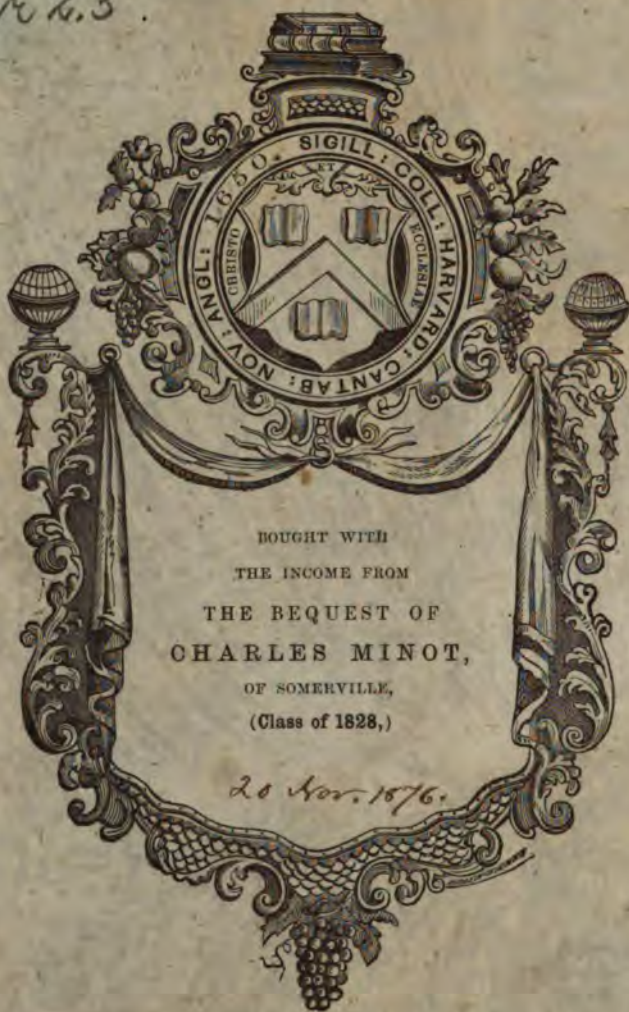 SIGILL: COLL: HARVARD: CANTAB: NOV: ANGL: 1650.
ET
CHRISTO
ECCLESIAE
BOUGHT WITH
THE INCOME FROM
THE BEQUEST OF
CHARLES MINOT,
OF SOMERVILLE,
(Class of 1828,)
20 Nov. 1876.